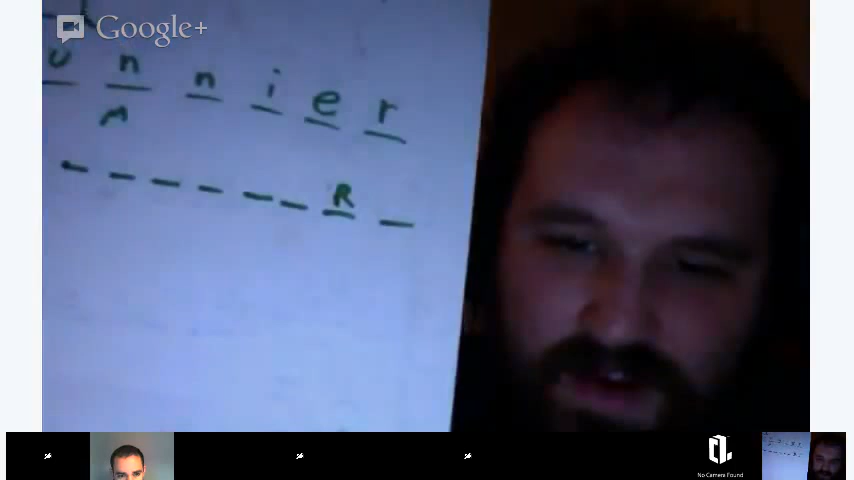 Google+
u n n i e r
_ _ _ _ _ _ R _
No Camera Found